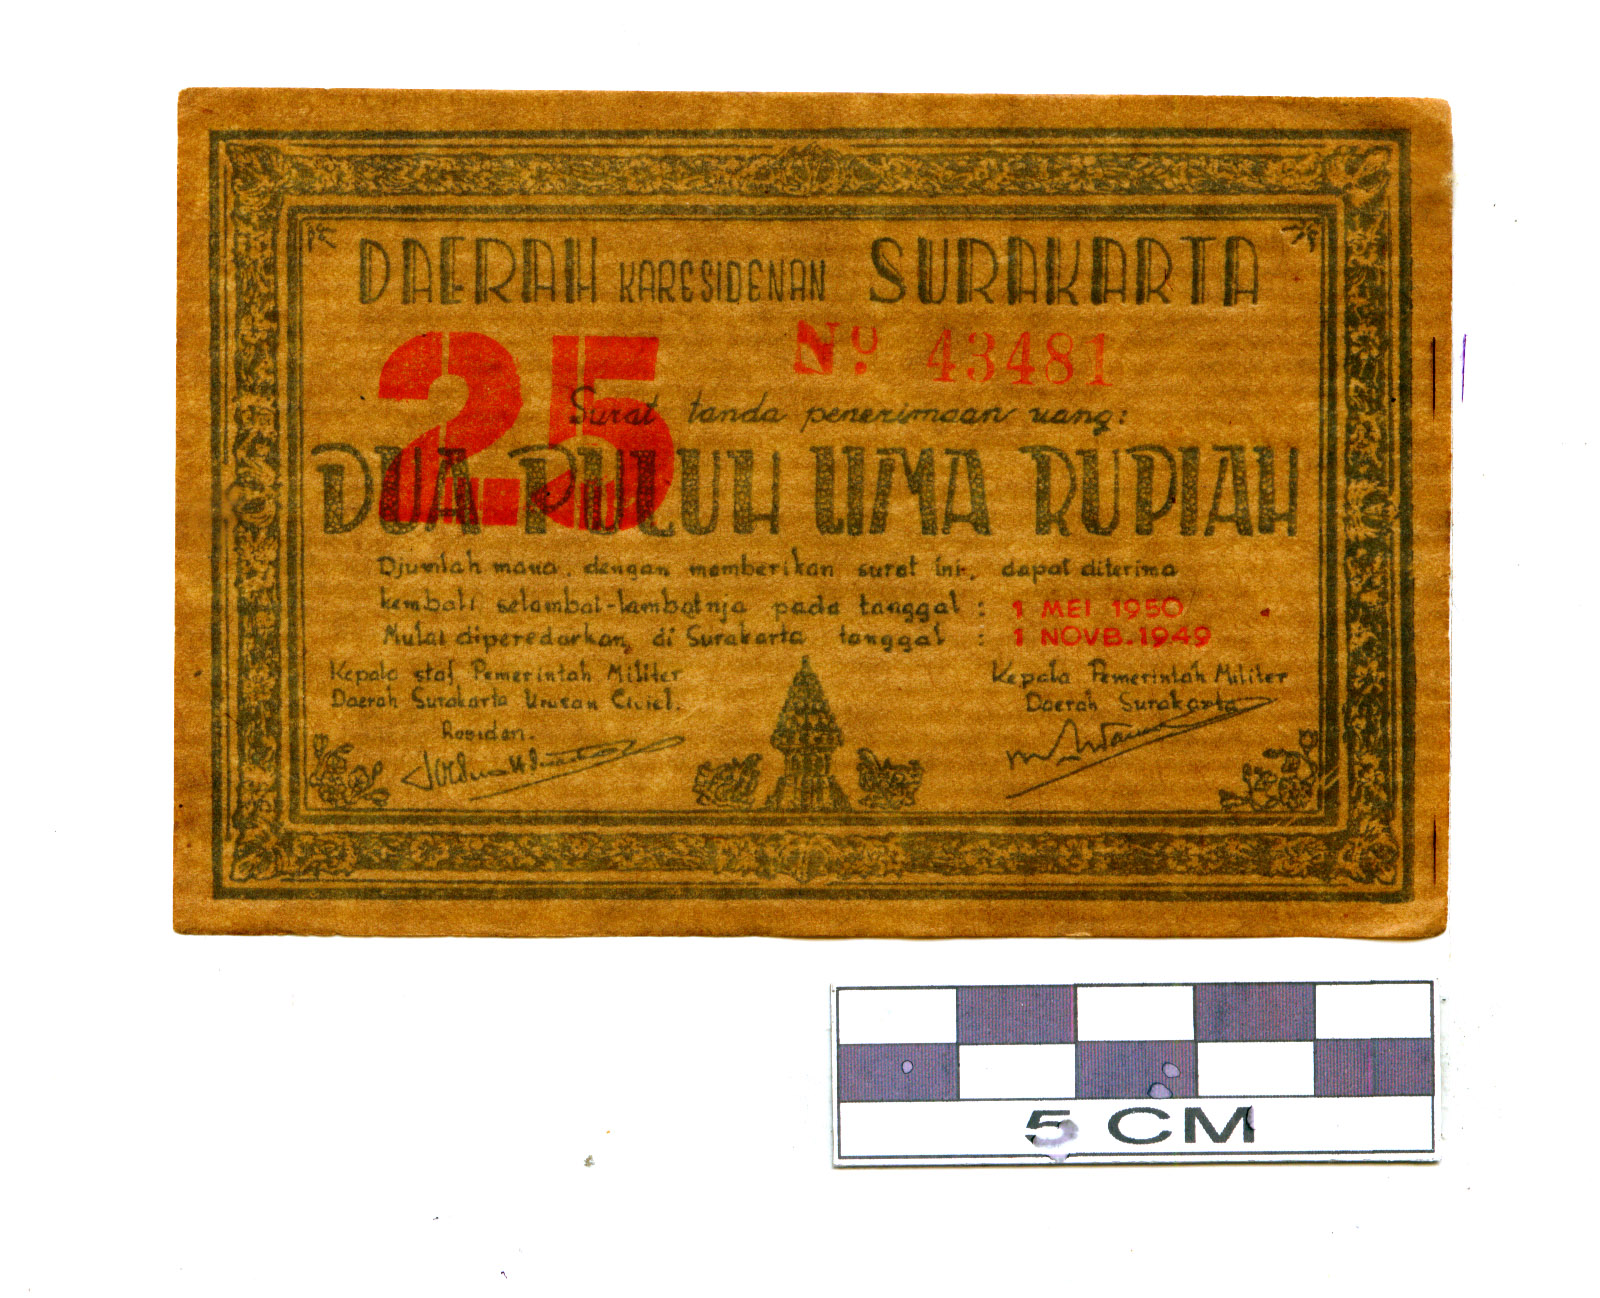 DAERAH KARESIDENAN SURAKARTA
25
No. 43481
Surat tanda penerimaan uang:
DUA PULUH LIMA RUPIAH
Djumlah mana, dengan memberikan surat ini, dapat diterima
kembali selambat-lambatnja pada tanggal : 1 MEI 1950
Mulai diperedarkan, di Surakarta tanggal : 1 NOVB. 1949
Kepala staf Pemerintah Militer
Daerah Surakarta Urusan Civiel.
Residen.
Kepala Pemerintah Militer
Daerah Surakarta
5 CM